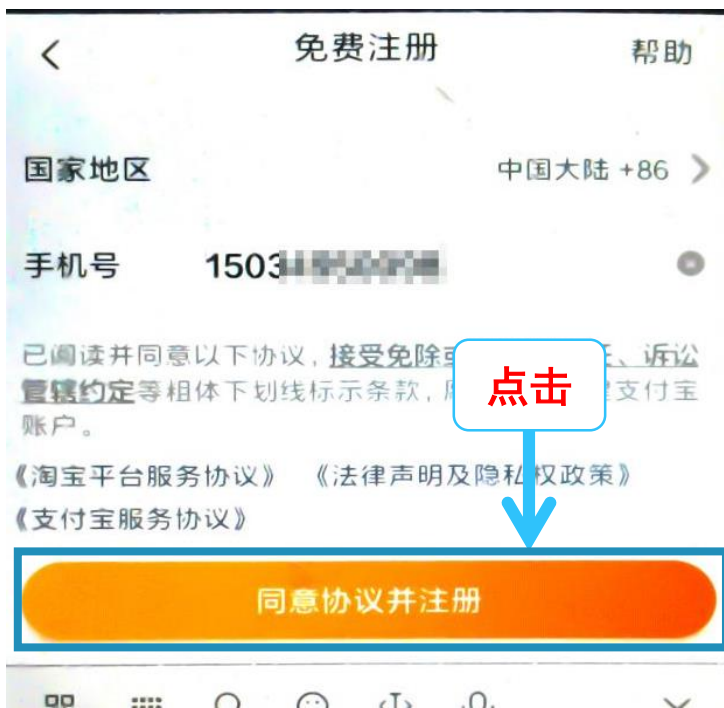 免费注册 帮助
国家地区 中国大陆 +86
手机号 1503
已阅读并同意以下协议，接受免除 、诉讼
管辖约定等粗体下划线标示条款， 支付宝
账户。
点击
《淘宝平台服务协议》 《法律声明及隐私权政策》
《支付宝服务协议》
同意协议并注册